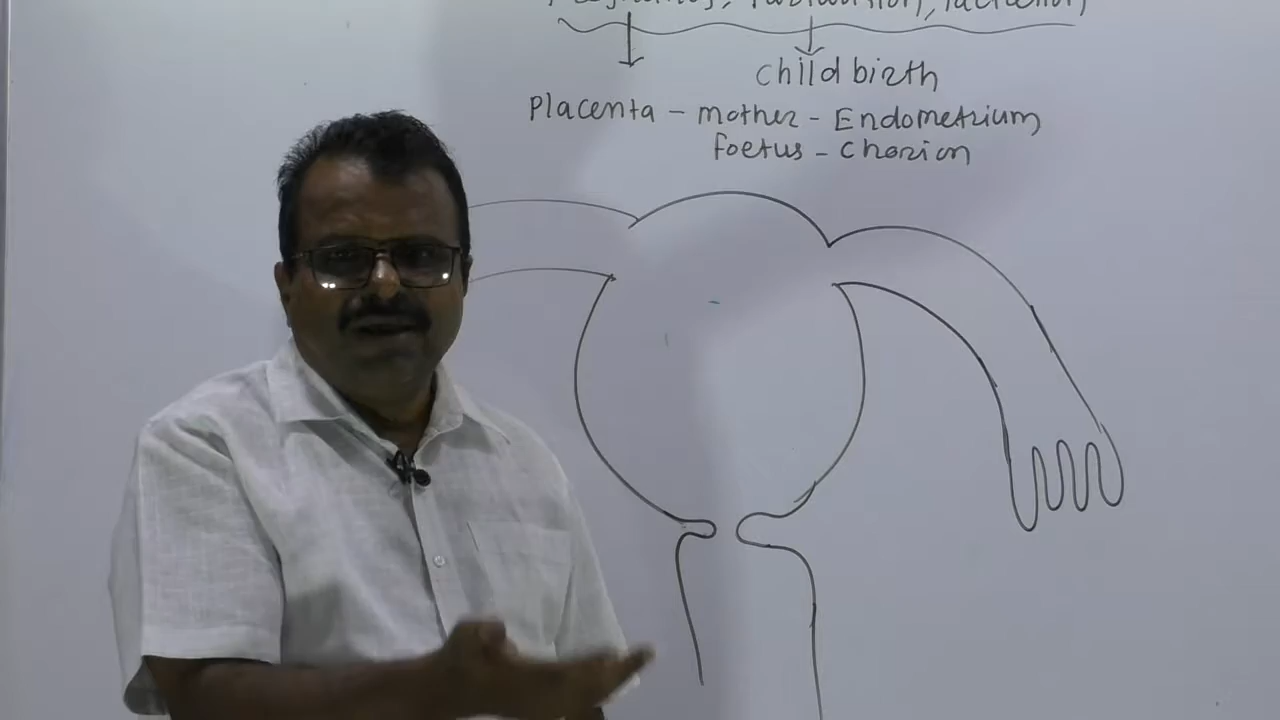 child birth
Placenta - mother - Endometrium
foetus - chorion